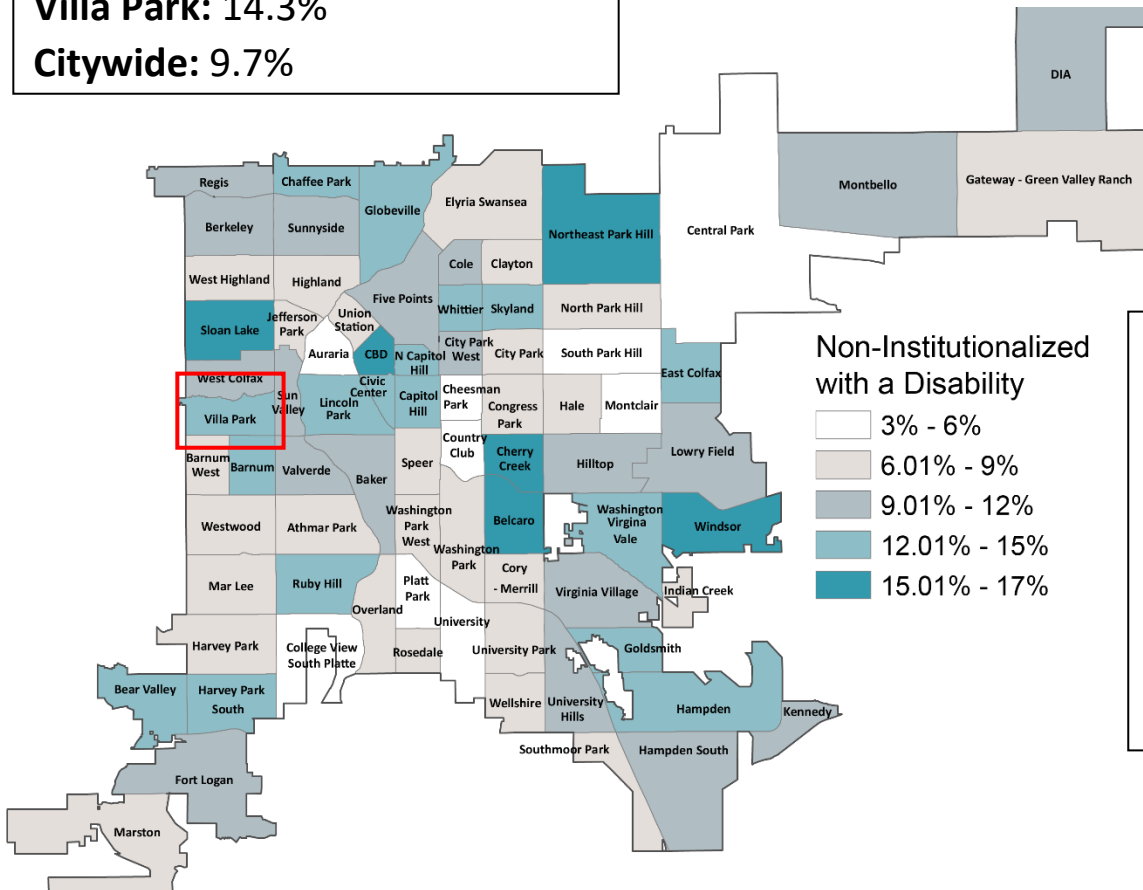 Villa Park: 14.3%
Citywide: 9.7%
DIA
Regis
Chaffee Park
Globeville
Elyria Swansea
Montbello
Gateway - Green Valley Ranch
Berkeley
Sunnyside
Northeast Park Hill
Central Park
Cole
Clayton
West Highland
Highland
Five Points
Whittier
Skyland
North Park Hill
Sloan Lake
Jefferson
Park
Union
Station
Auraria
CBD
N Capitol
Hill
City Park
West
City Park
South Park Hill
East Colfax
West Colfax
Sun
Valley
Civic
Center
Lincoln
Park
Capitol
Hill
Cheesman
Park
Congress
Park
Hale
Montclair
Villa Park
Country
Club
Cherry
Creek
Hilltop
Lowry Field
Barnum
West
Barnum
Valverde
Baker
Speer
Westwood
Athmar Park
Washington
Park
West
Washington
Park
Belcaro
Washington
Virgina
Vale
Windsor
Mar Lee
Ruby Hill
Overland
Platt
Park
Cory
- Merrill
Virginia Village
Indian Creek
University
Harvey Park
College View
South Platte
Rosedale
University Park
Goldsmith
Bear Valley
Harvey Park
South
Wellshire
University
Hills
Hampden
Kennedy
Southmoor Park
Hampden South
Fort Logan
Marston
Non-Institutionalized
with a Disability
3% - 6%
6.01% - 9%
9.01% - 12%
12.01% - 15%
15.01% - 17%